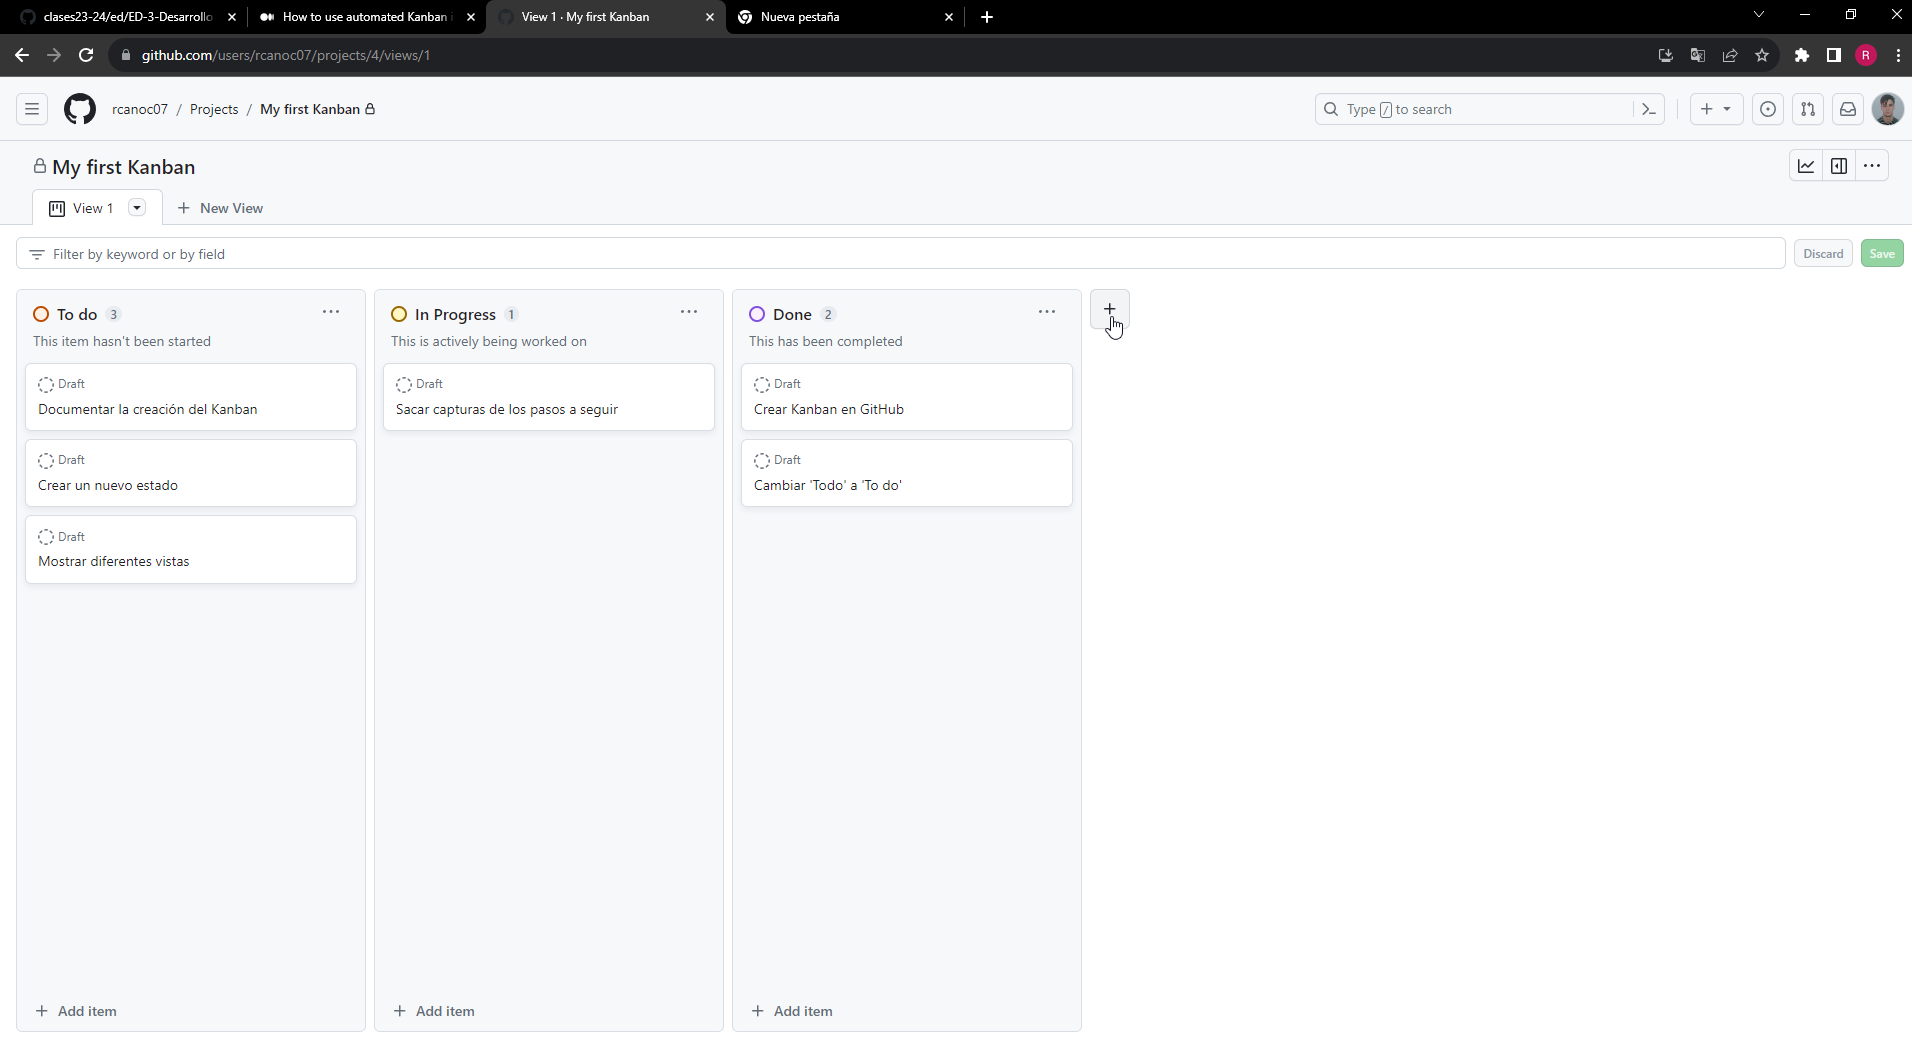 clases23-24/ed/ED-3-Desarrollo
How to use automated Kanban i
View 1 · My first Kanban
Nueva pestaña
github.com/users/rcanoc07/projects/4/views/1
R
rcanoc07 / Projects / My first Kanban
Type / to search
My first Kanban
View 1
New View
Filter by keyword or by field
Discard
Save
To do 3
This item hasn't been started
Draft
Documentar la creación del Kanban
Draft
Crear un nuevo estado
Draft
Mostrar diferentes vistas
+ Add item
In Progress 1
This is actively being worked on
Draft
Sacar capturas de los pasos a seguir
+ Add item
Done 2
This has been completed
Draft
Crear Kanban en GitHub
Draft
Cambiar 'Todo' a 'To do'
+ Add item